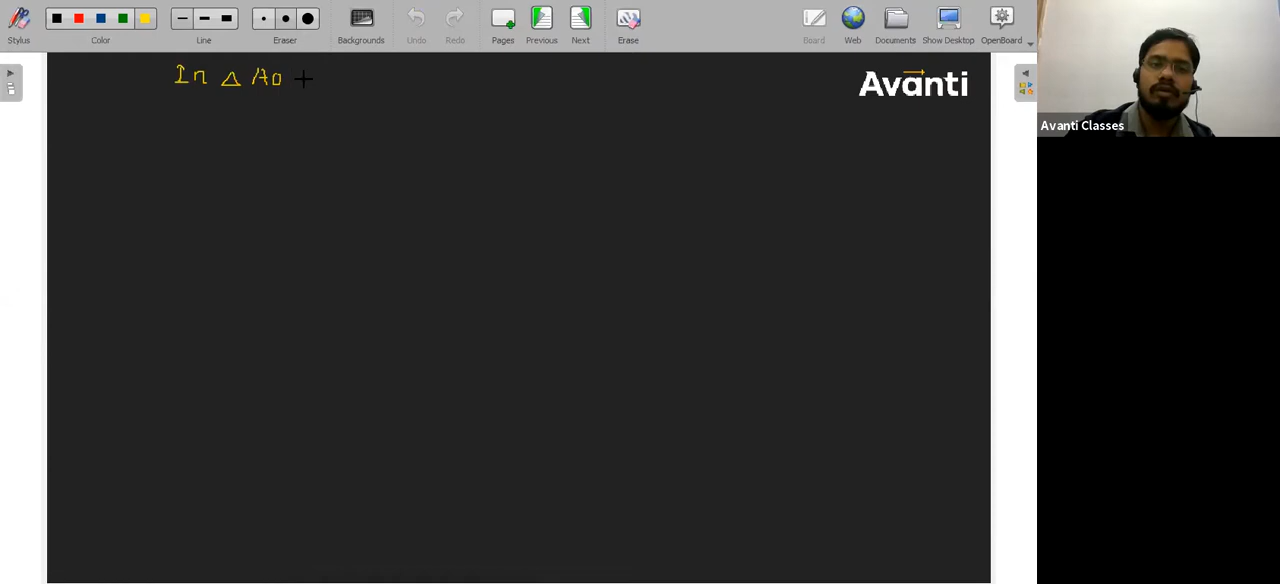 Stylus
Color
Line
Eraser
Backgrounds
Undo
Redo
Pages
Previous
Next
Erase
Board
Web
Documents
Show Desktop
OpenBoard
In △ AO
Avanti
Avanti Classes